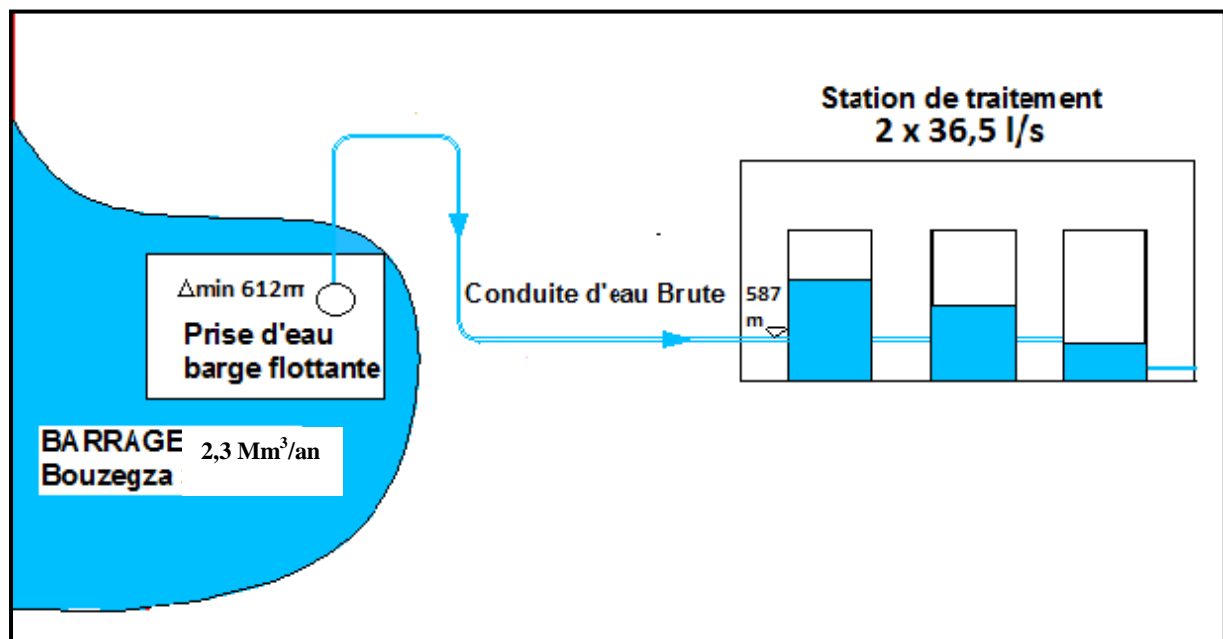 Station de traitement
2 x 36,5 l/s
∆min 612m
Prise d'eau
barge flottante
Conduite d'eau Brute
587
m
BARRAGE 2,3 Mm³/an
Bouzegza